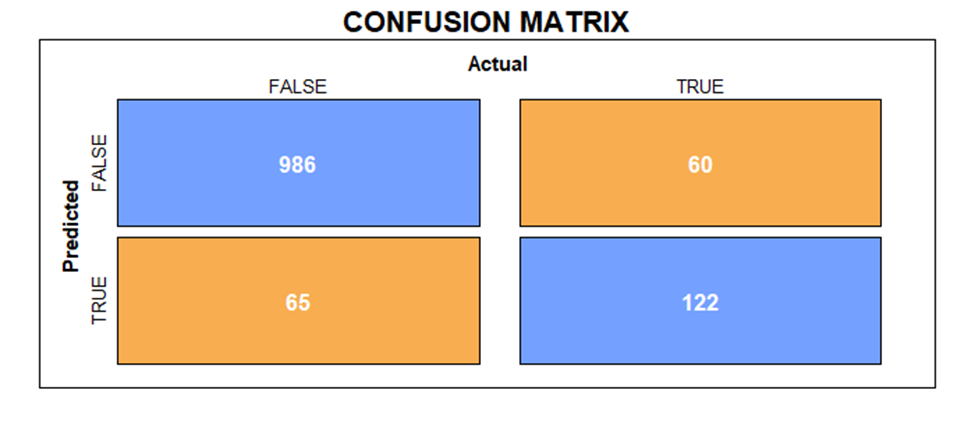 CONFUSION MATRIX
Actual
FALSE TRUE
Predicted
FALSE
986 60
TRUE
65 122